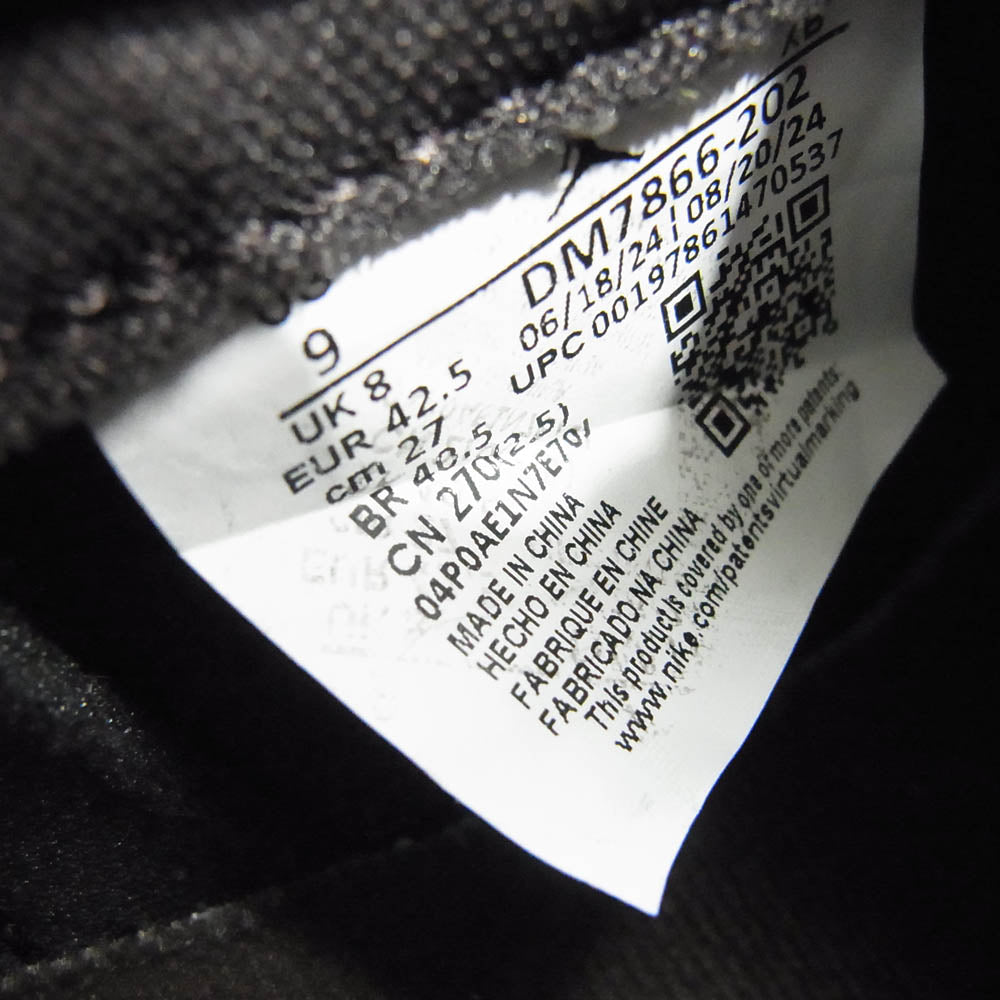 XB
9
DM7866-202
UK 8
06/18/24 | 08/20/24
EUR 42.5
UPC 00197861470537
cm 27
BR 40.5
CN 270(2.5)
MADE IN CHINA
HECHO EN CHINA
FABRIQUE EN CHINE
FABRICADO NA CHINA
This product is covered by one of more patents:
www.nike.com/patentsvirtualmarking